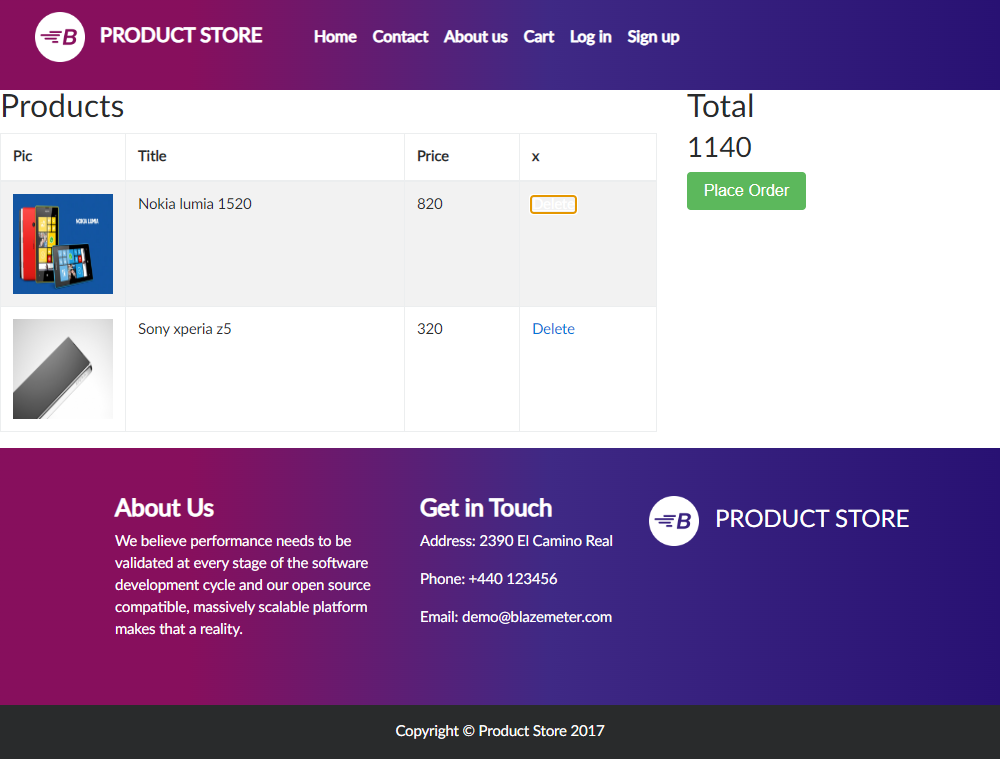 PRODUCT STORE
Home Contact About us Cart Log in Sign up
Products
Pic Title Price x
NOKIA LUMIA
Nokia lumia 1520 820 Delete
Sony xperia z5 320 Delete
Total
1140
Place Order
About Us
We believe performance needs to be
validated at every stage of the software
development cycle and our open source
compatible, massively scalable platform
makes that a reality.
Get in Touch
Address: 2390 El Camino Real
Phone: +440 123456
Email: demo@blazemeter.com
B PRODUCT STORE
Copyright © Product Store 2017